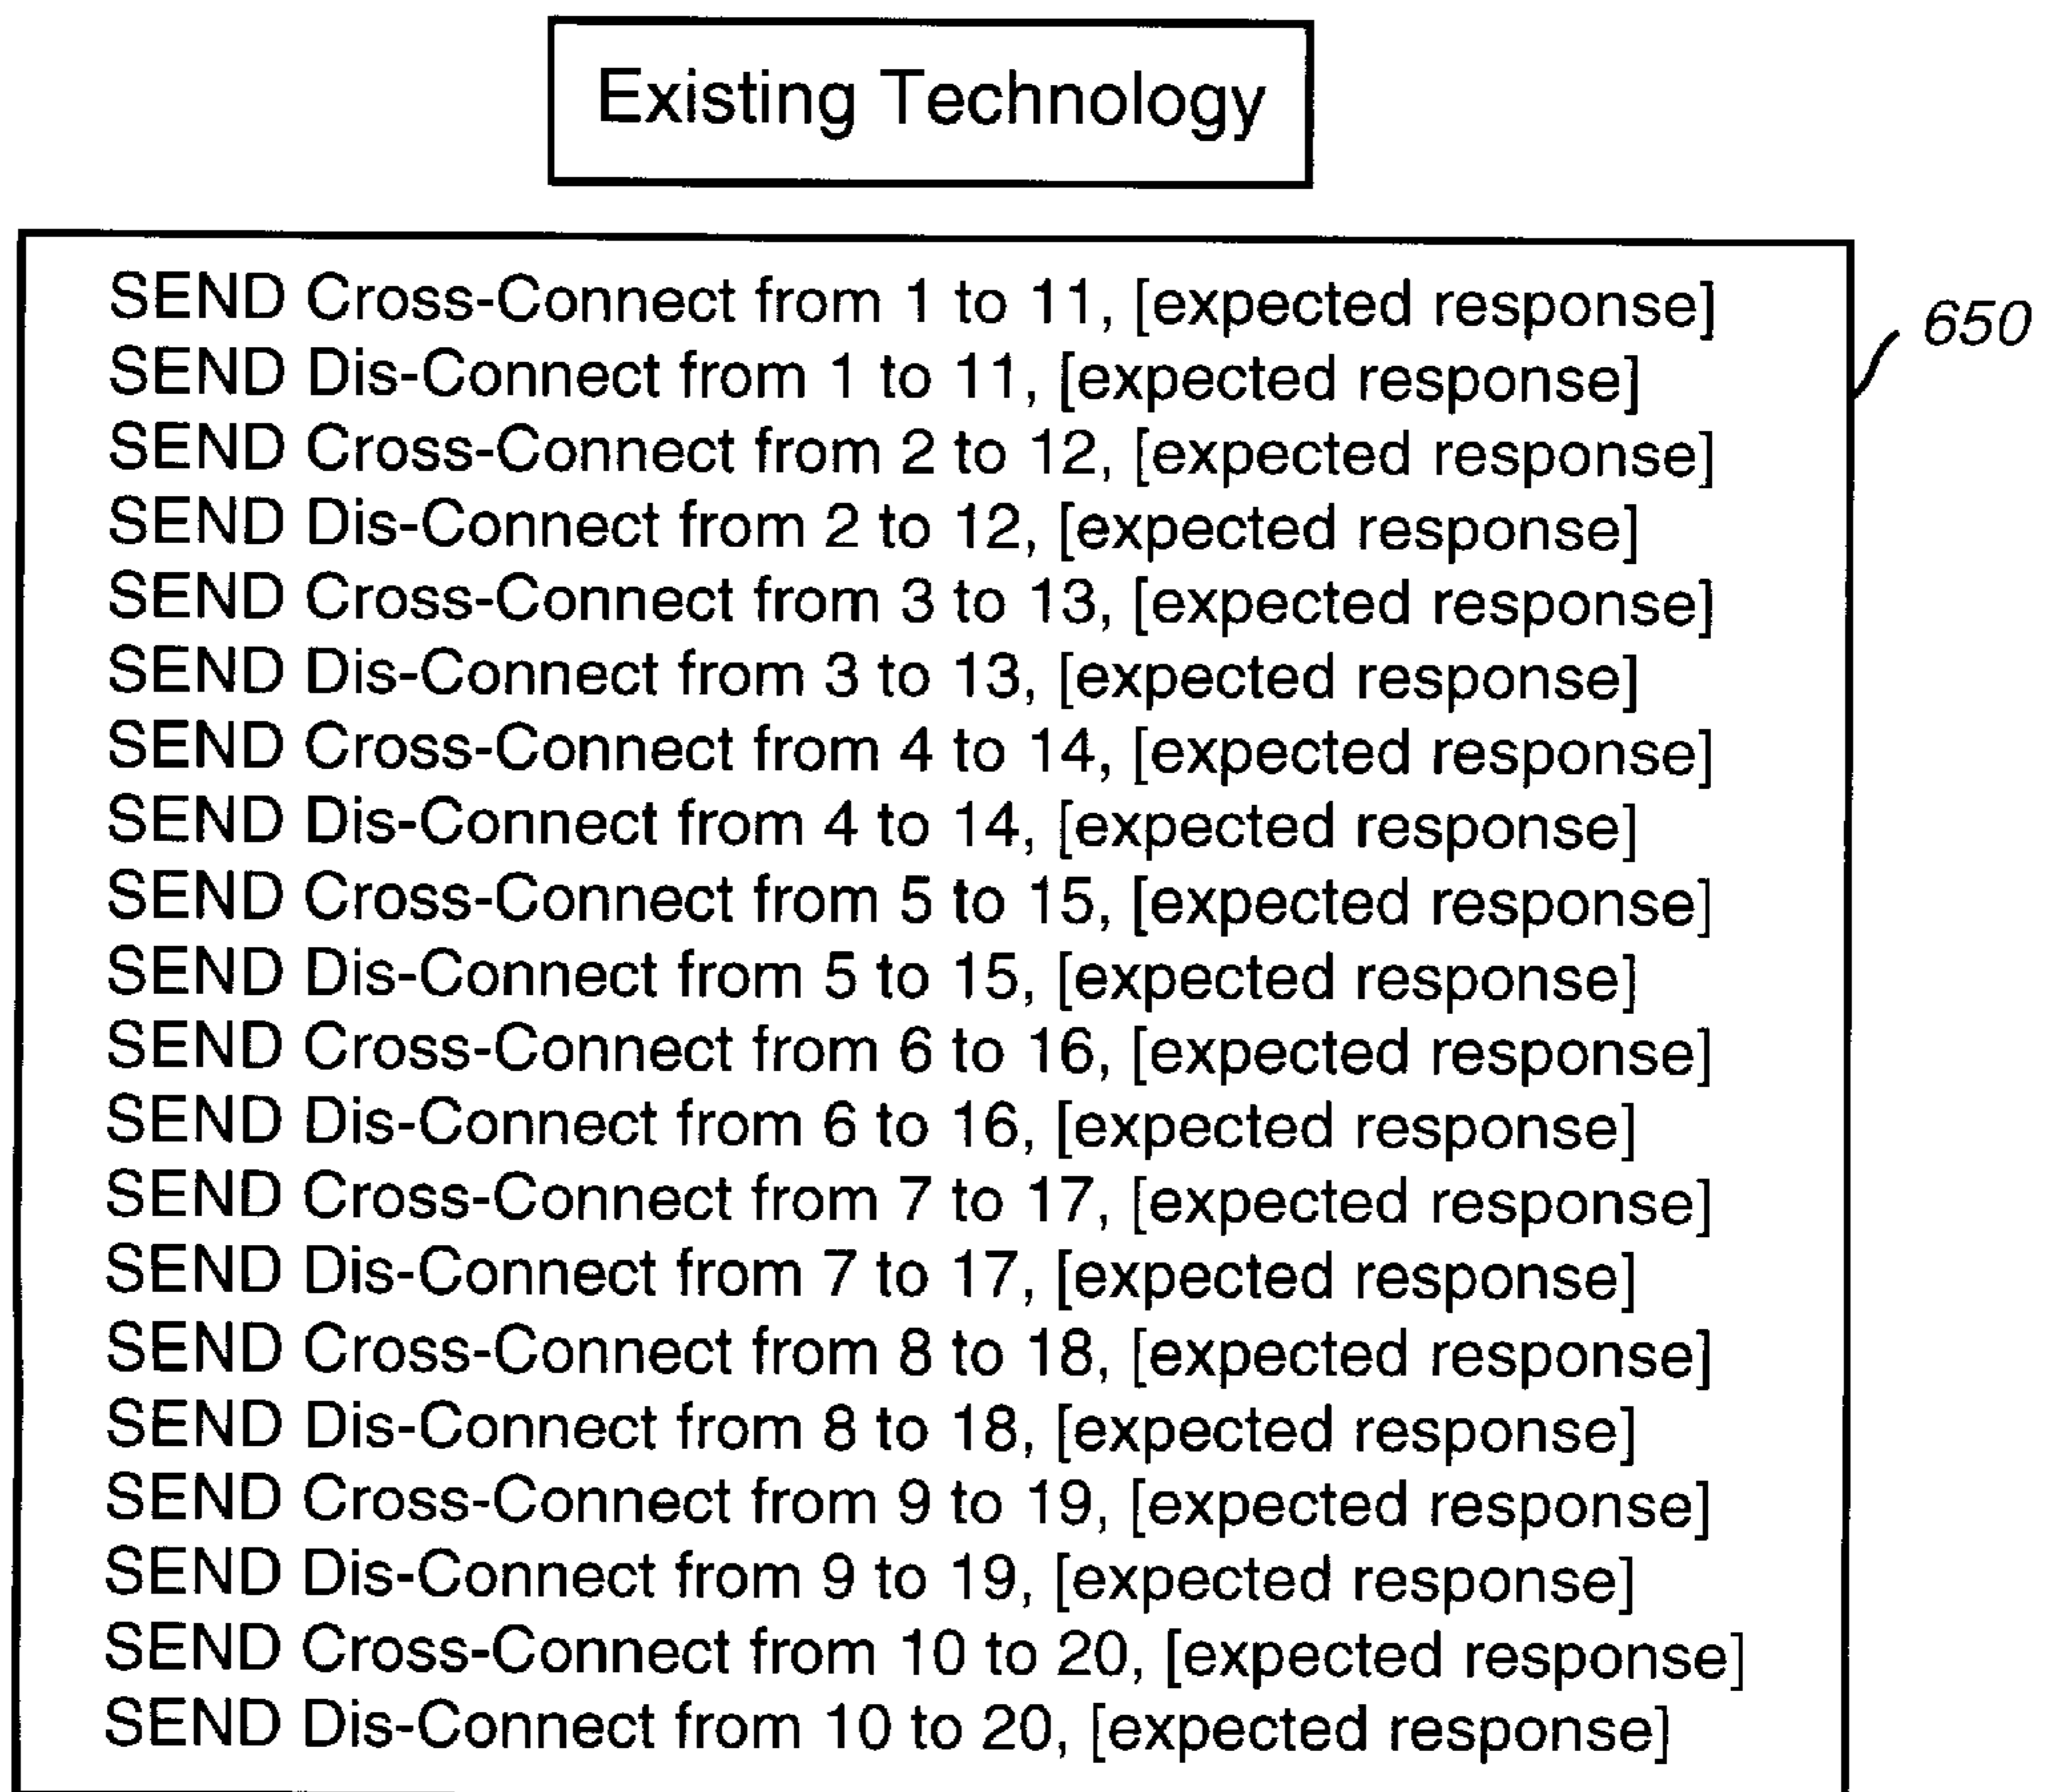 Existing Technology
SEND Cross-Connect from 1 to 11, [expected response]
650
SEND Dis-Connect from 1 to 11, [expected response]
SEND Cross-Connect from 2 to 12, [expected response]
SEND Dis-Connect from 2 to 12, [expected response]
SEND Cross-Connect from 3 to 13, [expected response]
SEND Dis-Connect from 3 to 13, [expected response]
SEND Cross-Connect from 4 to 14, [expected response]
SEND Dis-Connect from 4 to 14, [expected response]
SEND Cross-Connect from 5 to 15, [expected response]
SEND Dis-Connect from 5 to 15, [expected response]
SEND Cross-Connect from 6 to 16, [expected response]
SEND Dis-Connect from 6 to 16, [expected response]
SEND Cross-Connect from 7 to 17, [expected response]
SEND Dis-Connect from 7 to 17, [expected response]
SEND Cross-Connect from 8 to 18, [expected response]
SEND Dis-Connect from 8 to 18, [expected response]
SEND Cross-Connect from 9 to 19, [expected response]
SEND Dis-Connect from 9 to 19, [expected response]
SEND Cross-Connect from 10 to 20, [expected response]
SEND Dis-Connect from 10 to 20, [expected response]